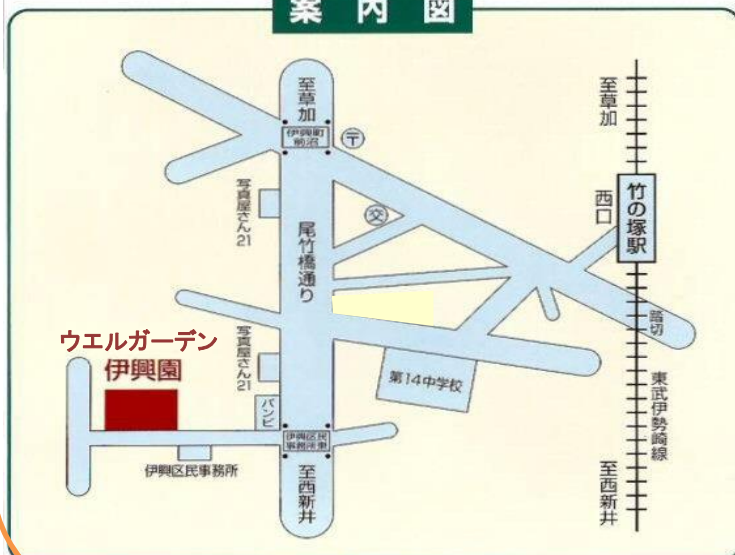 案内図
至草加
伊興町
前沼
〒
至草加
写真屋さん21
交
西口
竹の塚駅
尾竹橋通り
踏切
ウエルガーデン
伊興園
写真屋さん21
第14中学校
バンビ
東武伊勢崎線
伊興区民
事務所東
伊興区民事務所
至西新井
至西新井